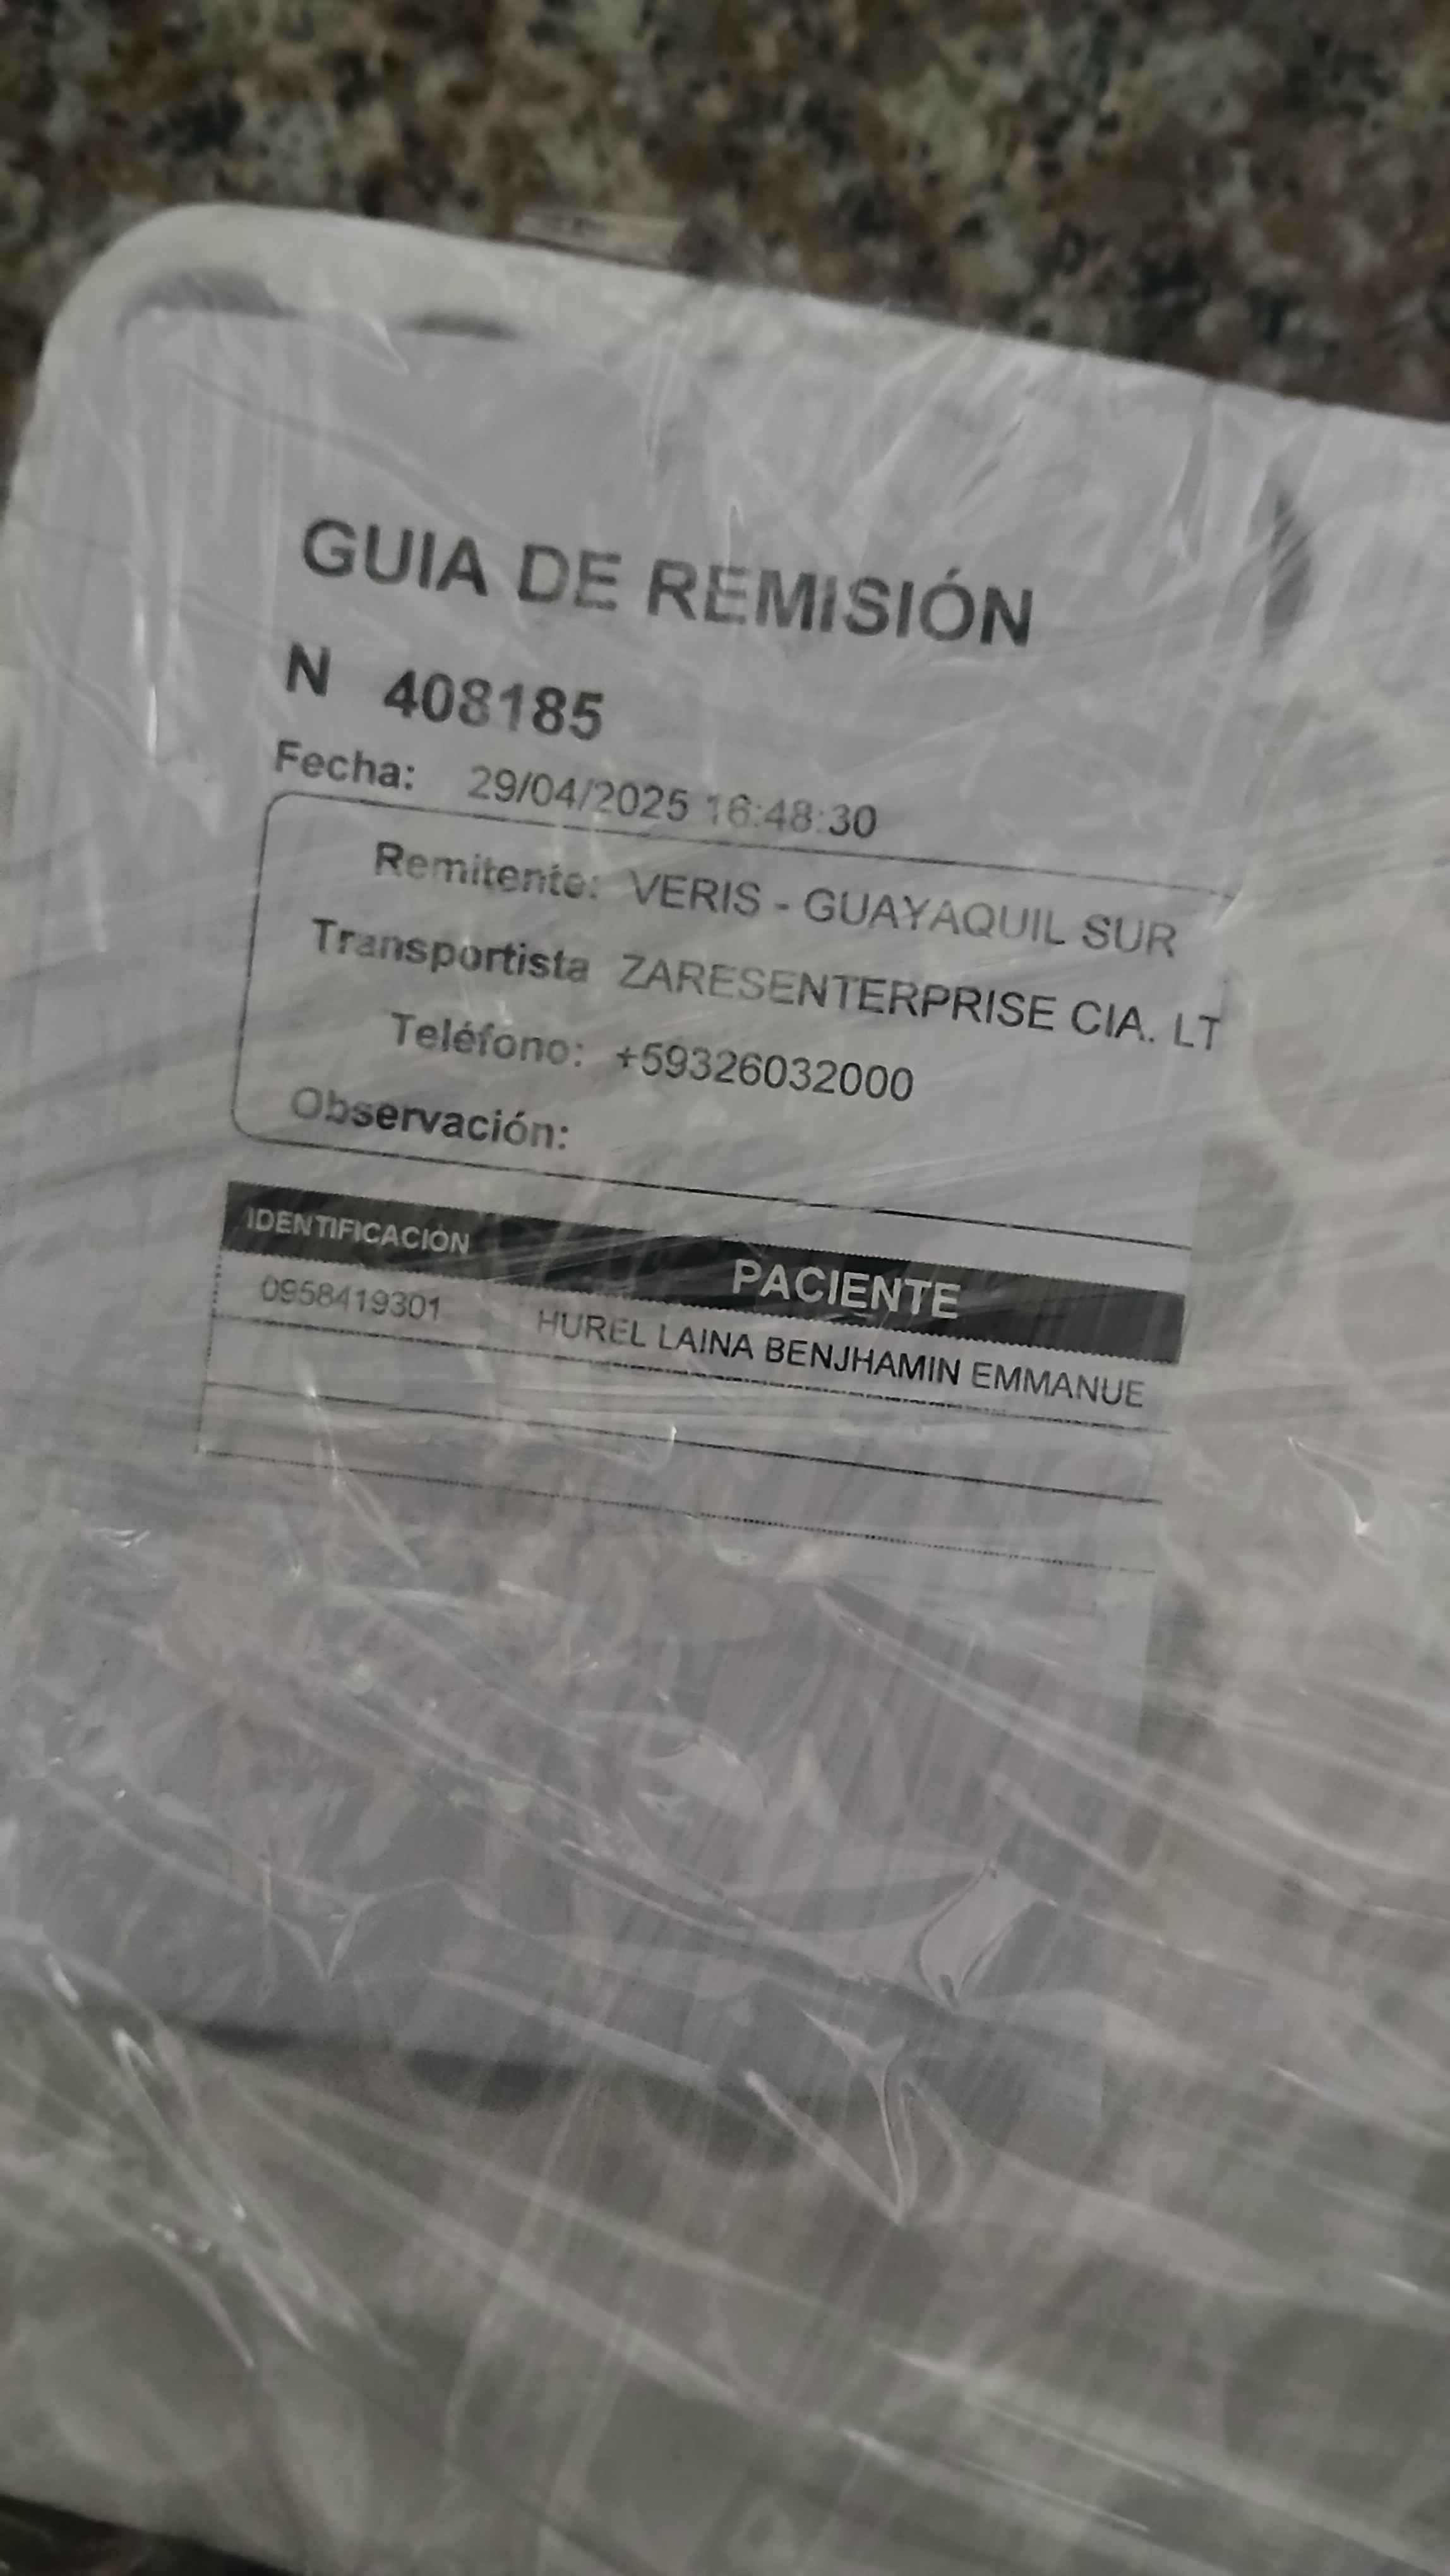 GUIA DE REMISIÓN
N 408185
Fecha: 29/04/2025 16:48:30
Remitente: VERIS - GUAYAQUIL SUR
Transportista ZARESENTERPRISE CIA. LT
Teléfono: +59326032000
Observación:
IDENTIFICACIÓN PACIENTE
0958419301 HUREL LAINA BENJHAMIN EMMANUE